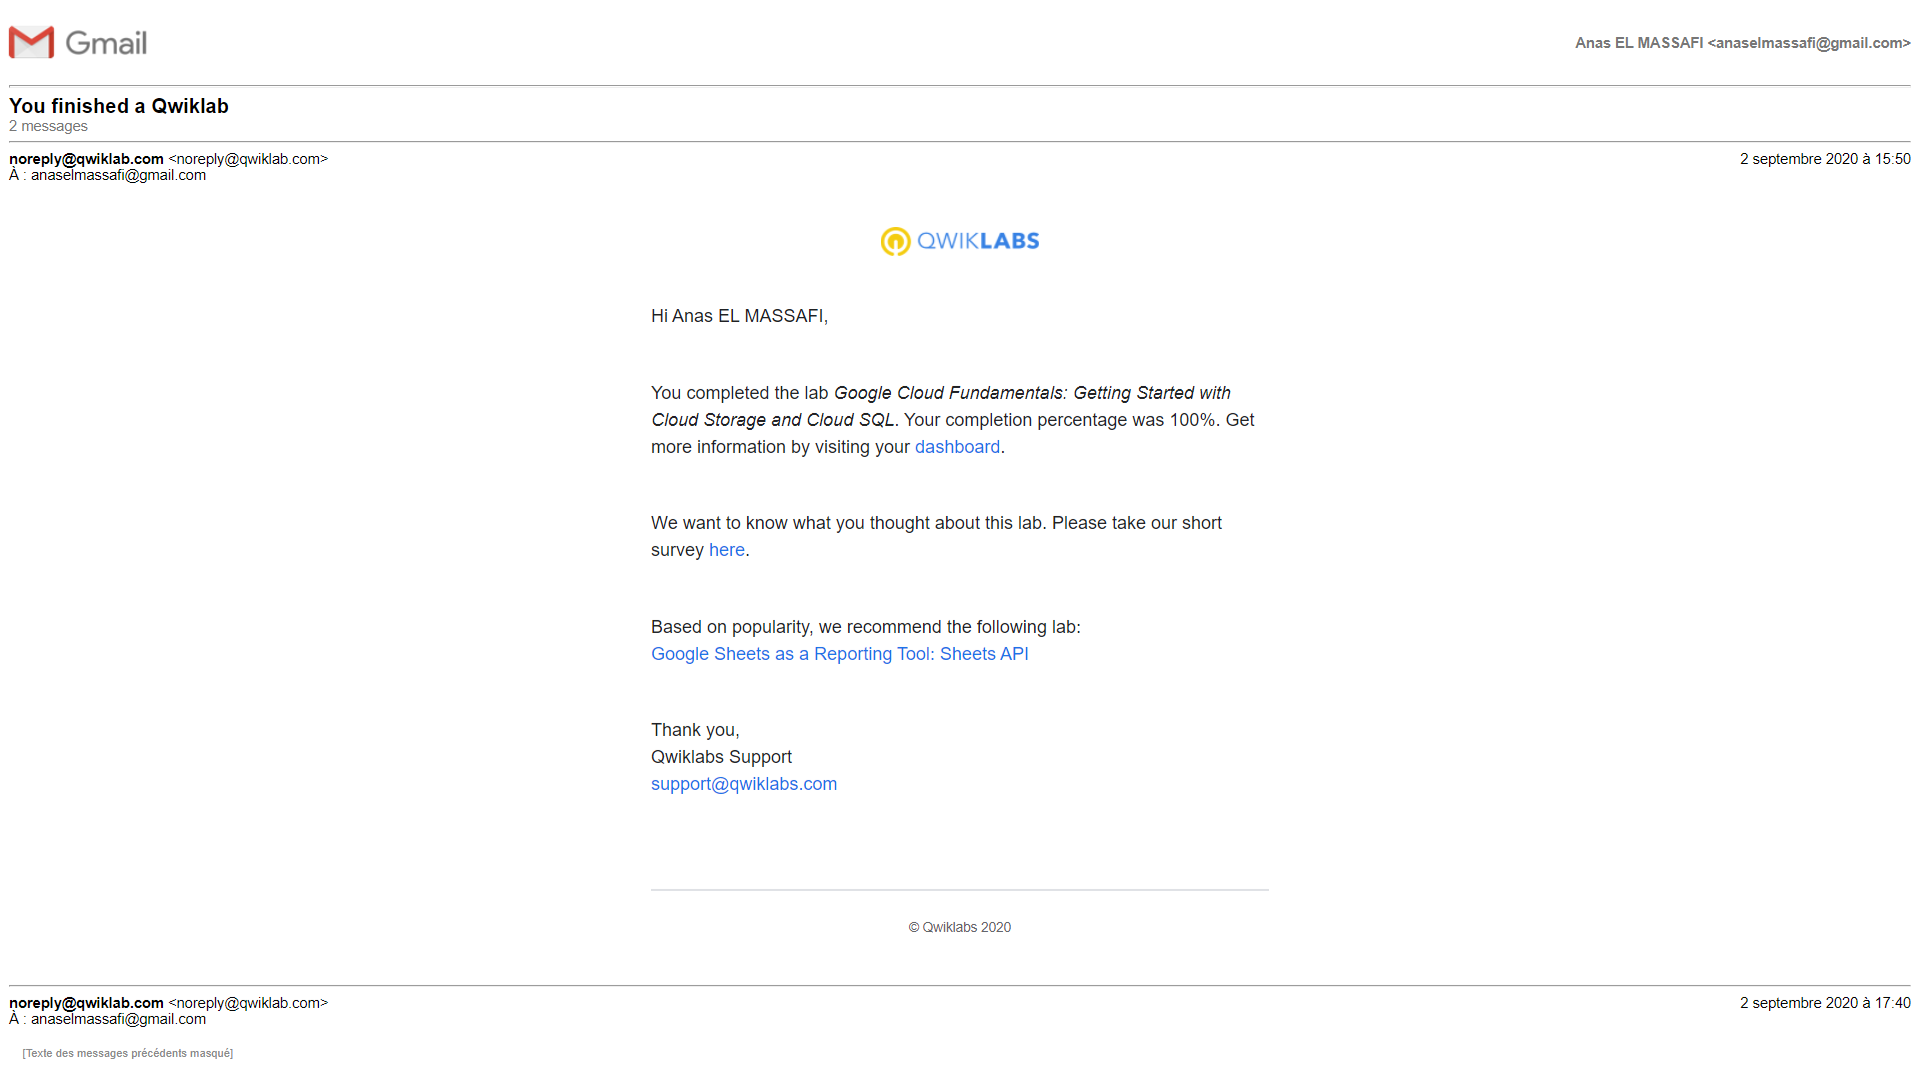 Gmail
Anas EL MASSAFI <anaselmassafi@gmail.com>
You finished a Qwiklab
2 messages
noreply@qwiklab.com <noreply@qwiklab.com>
2 septembre 2020 à 15:50
À : anaselmassafi@gmail.com
QWIKLABS
Hi Anas EL MASSAFI,
You completed the lab Google Cloud Fundamentals: Getting Started with
Cloud Storage and Cloud SQL. Your completion percentage was 100%. Get
more information by visiting your dashboard.
We want to know what you thought about this lab. Please take our short
survey here.
Based on popularity, we recommend the following lab:
Google Sheets as a Reporting Tool: Sheets API
Thank you,
Qwiklabs Support
support@qwiklabs.com
© Qwiklabs 2020
noreply@qwiklab.com <noreply@qwiklab.com>
2 septembre 2020 à 17:40
À : anaselmassafi@gmail.com
[Texte des messages précédents masqué]